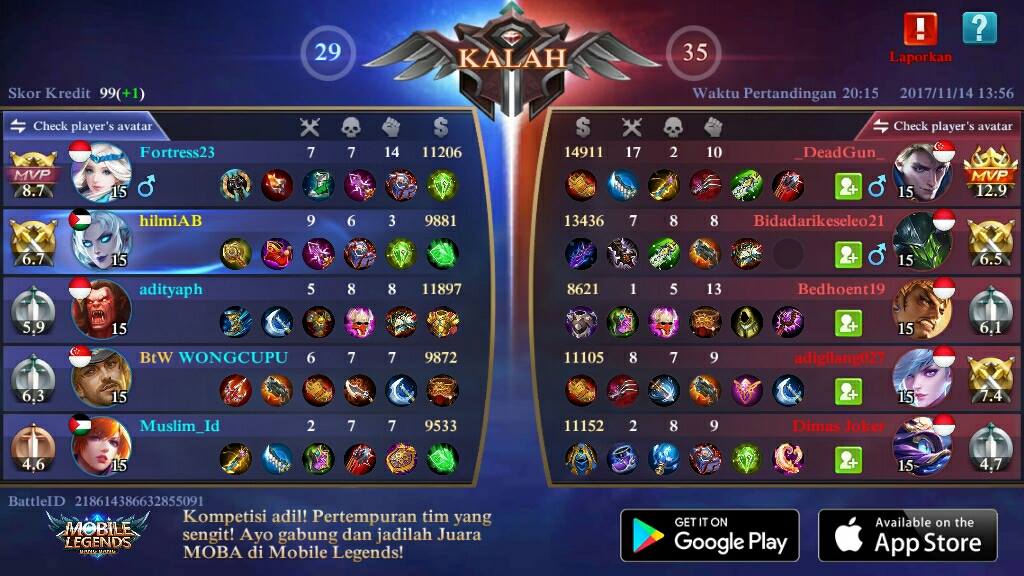 29
KALAH
35
Laporkan
Skor Kredit 99(+1)
Waktu Pertandingan 20:15 2017/11/14 13:56
Check player's avatar
Check player's avatar
MVP
8.7
15
Fortress23
7 7 14 11206
14911 17 2 10
_DeadGun_
15
MVP
12.9
6.7
15
hilmiAB
9 6 3 9881
13436 7 8 8
Bidadarikeseleo21
15
6.5
5,9
15
adityaph
5 8 8 11897
8621 1 5 13
Bedhoent19
15
6,1
6,3
15
BtW WONGCUPU
6 7 7 9872
11105 8 7 9
adigilang027
15
7.4
4,6
15
Muslim_Id
2 7 7 9533
11152 2 8 9
Dimas Joker
15
4,7
BattleID 218614386632855091
MOBILE
LEGENDS
BANG BANG
Kompetisi adil! Pertempuran tim yang
sengit! Ayo gabung dan jadilah Juara
MOBA di Mobile Legends!
GET IT ON
Google Play
Available on the
App Store